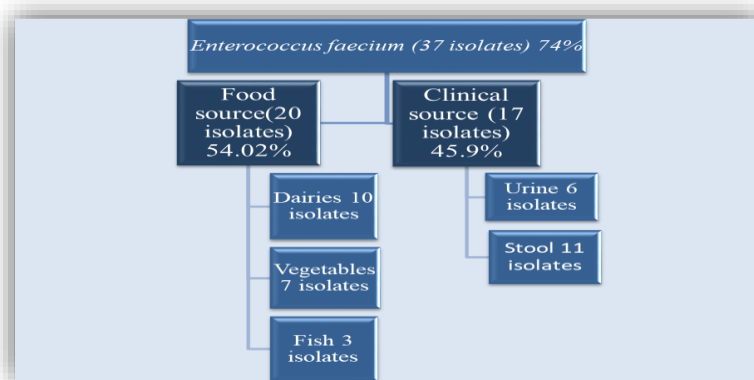 Enterococcus faecium (37 isolates) 74%
Food
source(20
isolates)
54.02%
Clinical
source (17
isolates)
45.9%
Dairies 10
isolates
Vegetables
7 isolates
Fish 3
isolates
Urine 6
isolates
Stool 11
isolates